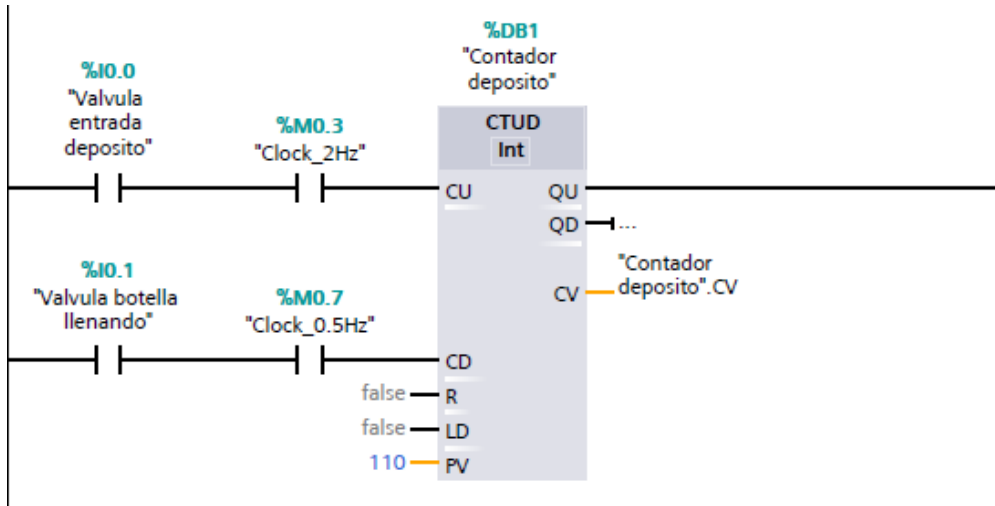 %DB1
"Contador
deposito"
%I0.0
"Valvula
entrada
deposito"
%M0.3
"Clock_2Hz"
CTUD
Int
CU
QU
QD
...
%I0.1
"Valvula botella
llenando"
%M0.7
"Clock_0.5Hz"
CV
"Contador
deposito".CV
CD
false
R
false
LD
110
PV